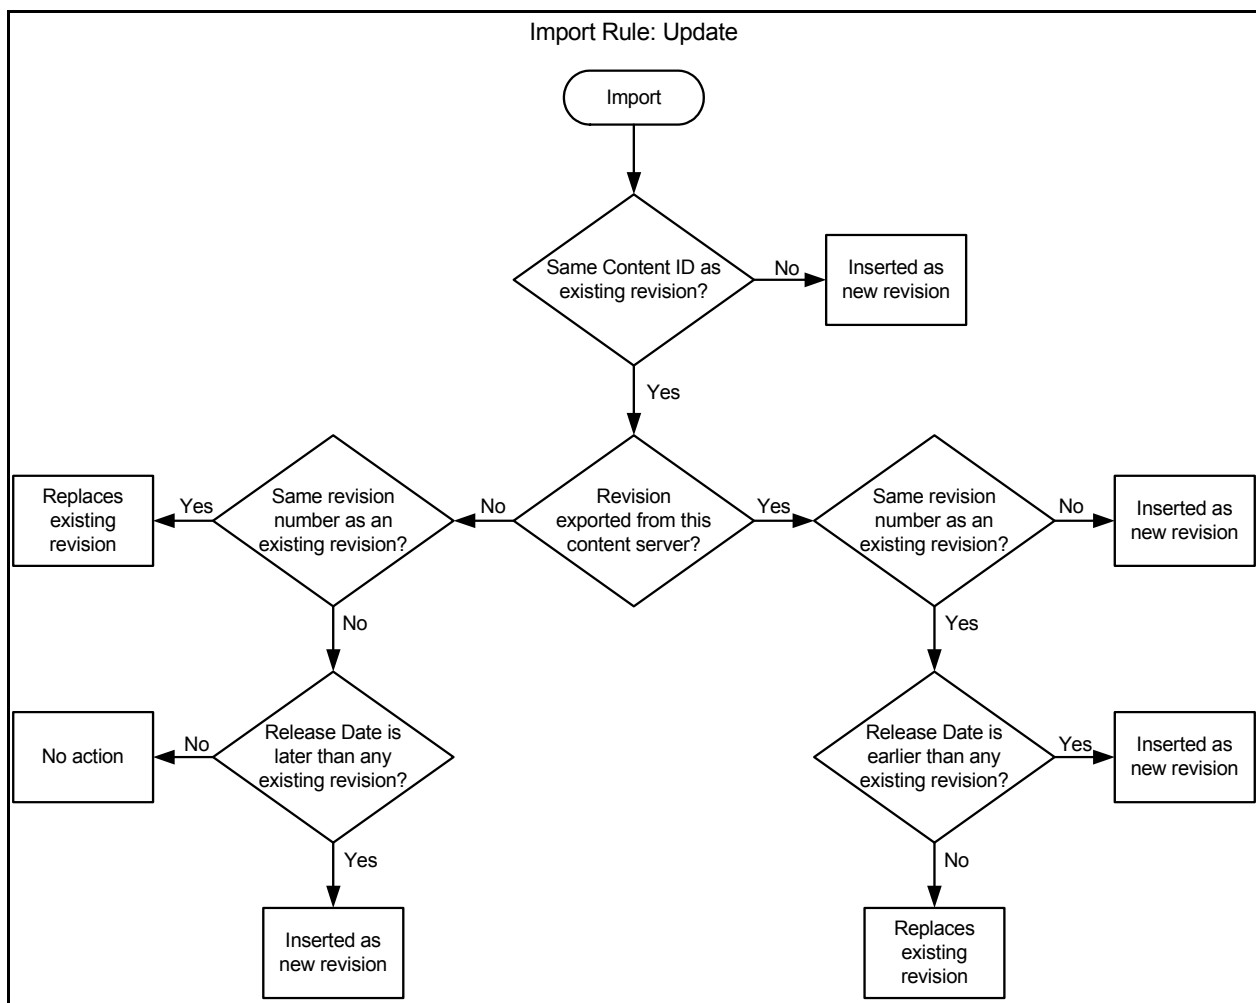 Import Rule: Update
Import
Same Content ID as
existing revision?
No
Inserted as
new revision
Yes
Replaces
existing
revision
Yes
Same revision
number as an
existing revision?
No
Revision
exported from this
content server?
Yes
Same revision
number as an
existing revision?
No
Inserted as
new revision
No
Yes
No action
No
Release Date is
later than any
existing revision?
Release Date is
earlier than any
existing revision?
Yes
Inserted as
new revision
Yes
No
Inserted as
new revision
Replaces
existing
revision